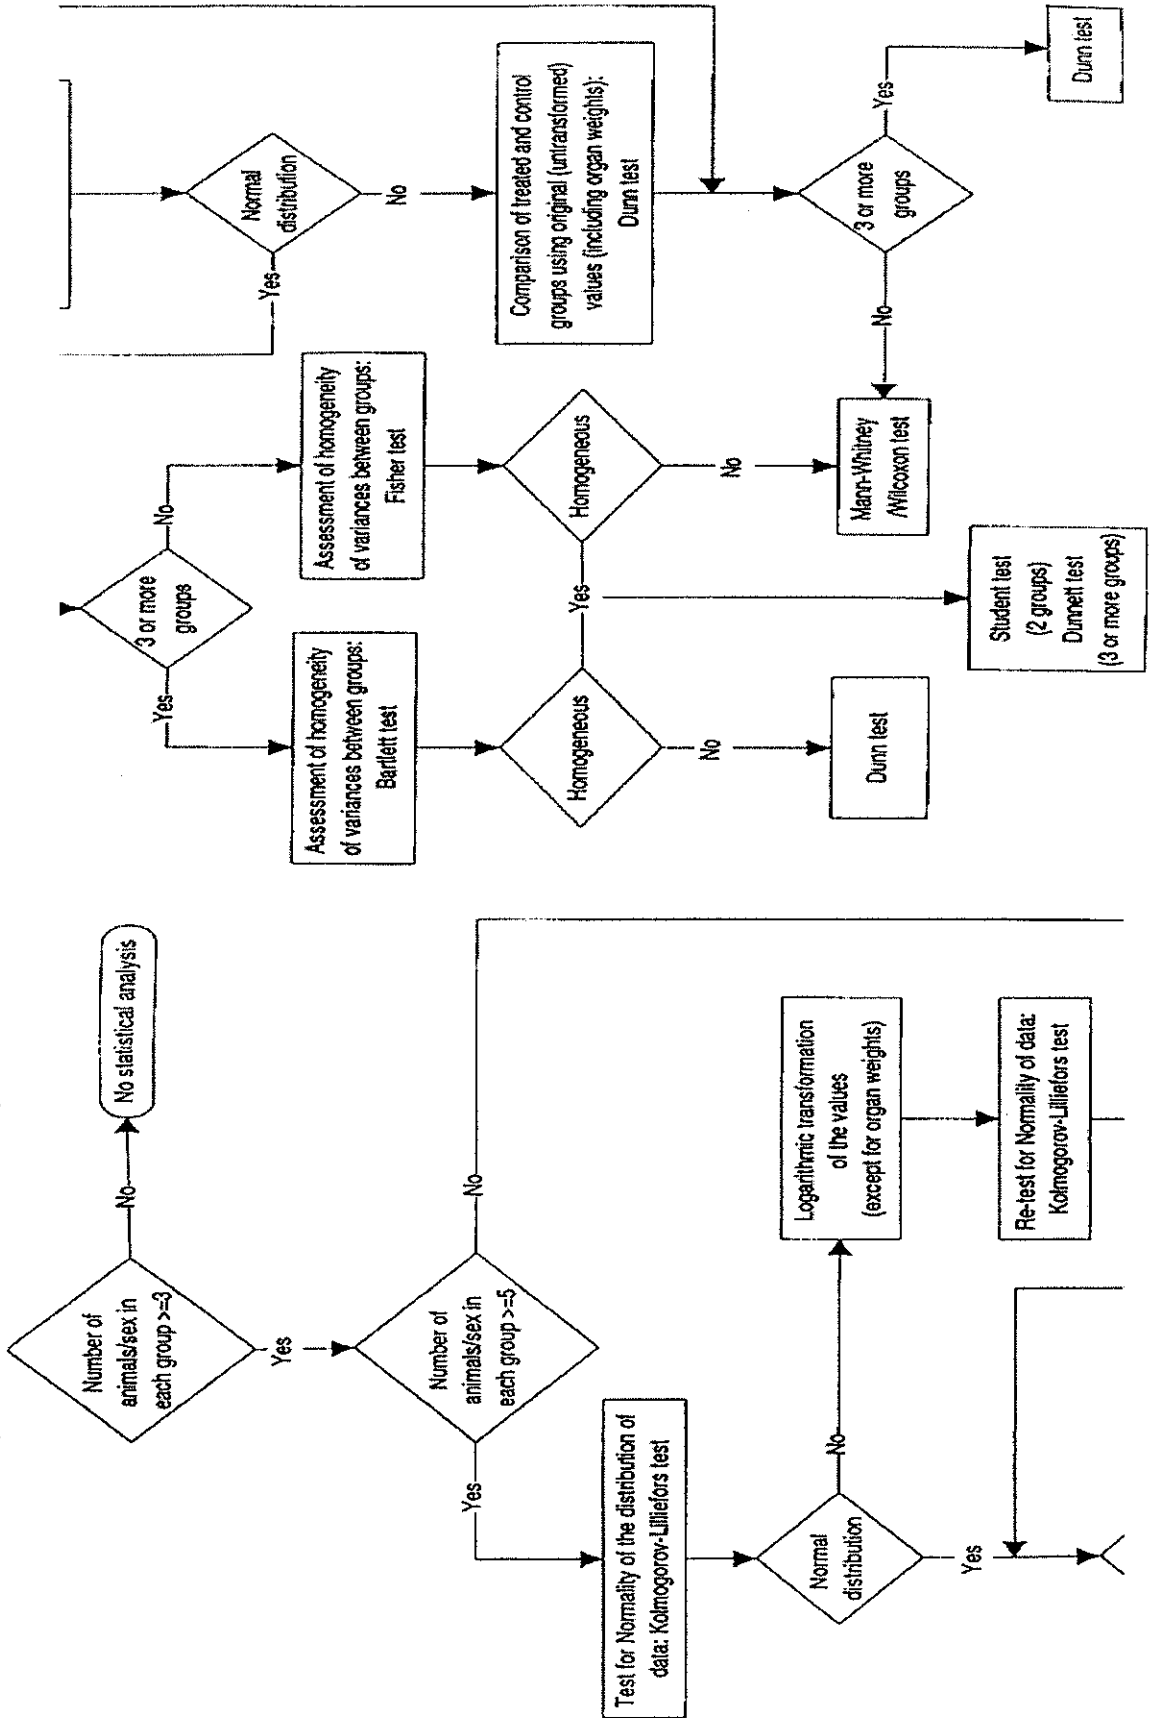 Number of
animals/sex in
each group >=3
No
No statistical analysis
Yes
Number of
animals/sex in
each group >=5
No
Yes
Test for Normality of the distribution of
data: Kolmogorov-Lilliefors test
Normal
distribution
No
Logarithmic transformation
of the values
(except for organ weights)
Re-test for Normality of data:
Kolmogorov-Lilliefors test
Yes
3 or more
groups
Yes
No
Assessment of homogeneity
of variances between groups:
Bartlett test
Assessment of homogeneity
of variances between groups:
Fisher test
Homogeneous
Yes
Homogeneous
No
No
Dunn test
Student test
(2 groups)
Dunnett test
(3 or more groups)
Mann-Whitney
/Wilcoxon test
Normal
distribution
Yes
No
Comparison of treated and control
groups using original (untransformed)
values (including organ weights):
Dunn test
3 or more
groups
No
Yes
Dunn test